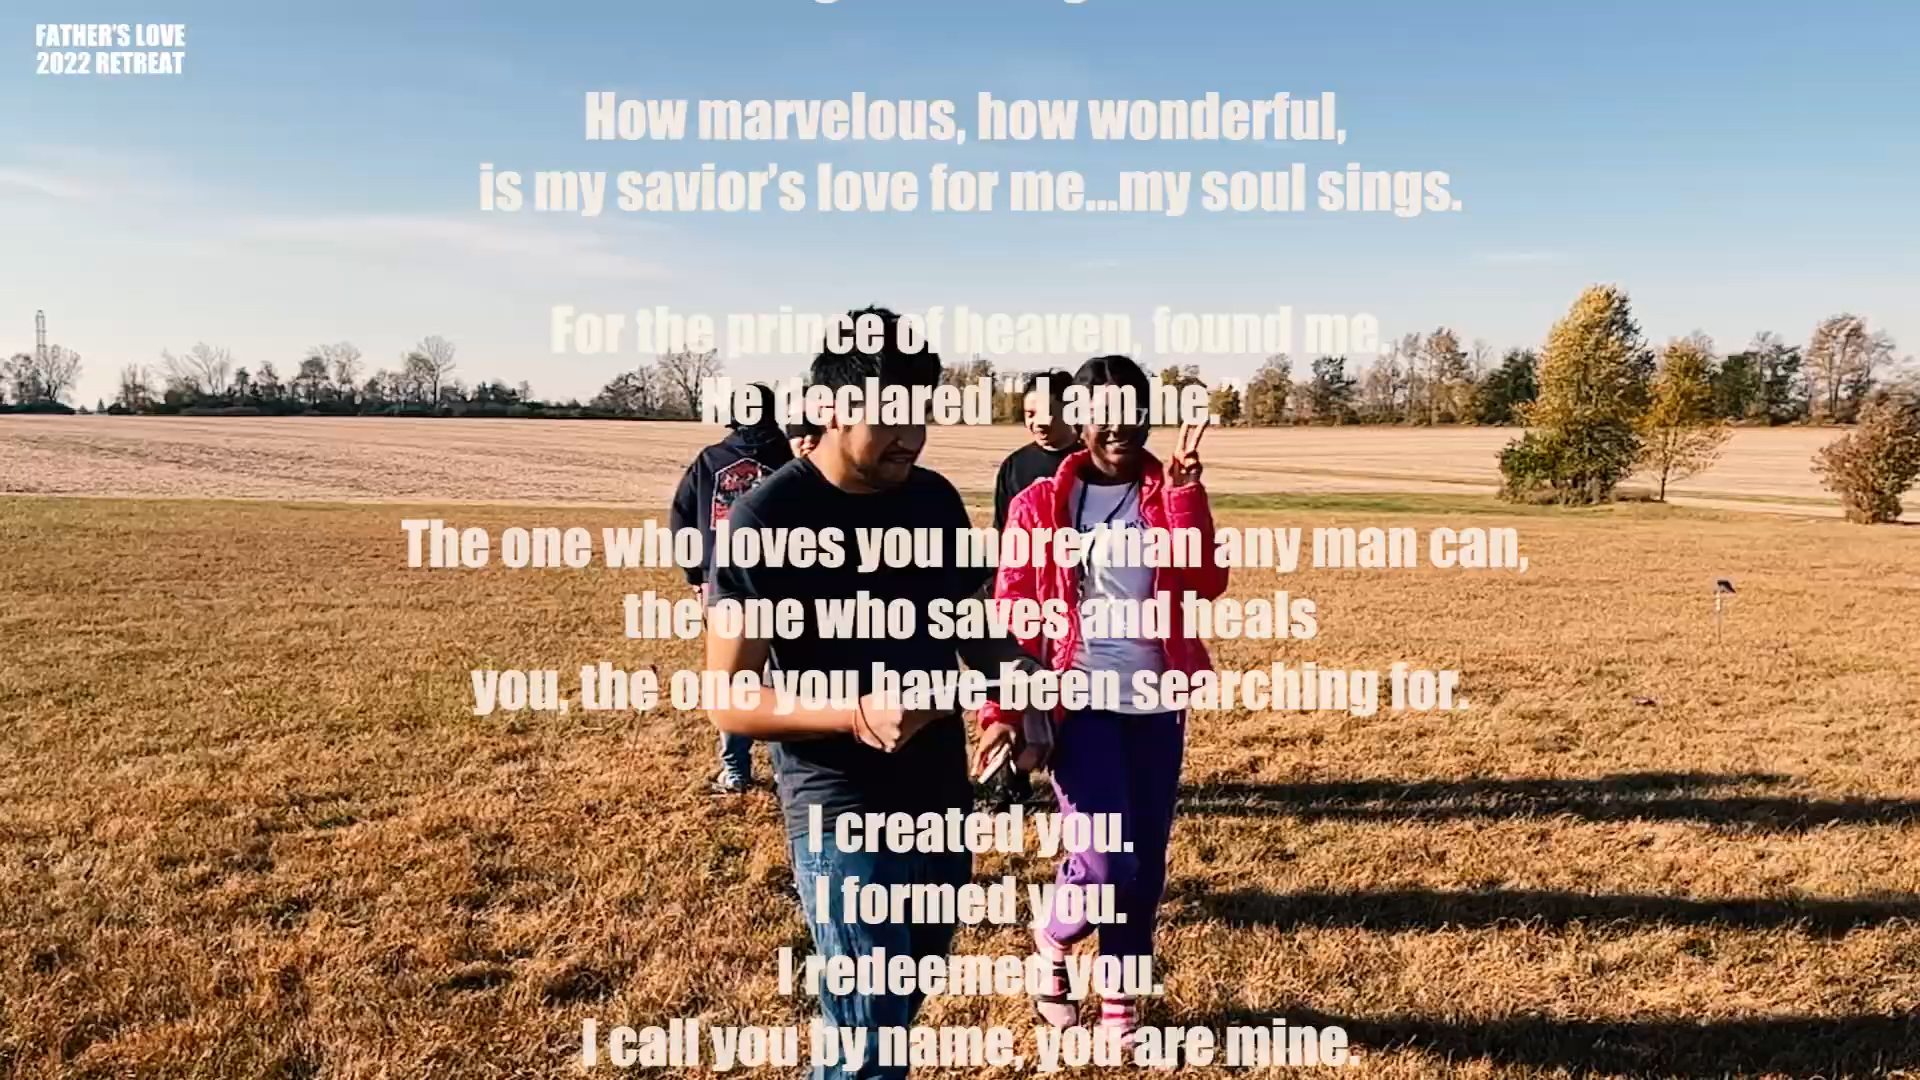 FATHER'S LOVE
2022 RETREAT
How marvelous, how wonderful,
is my savior’s love for me...my soul sings.
For the prince of heaven, found me.
He declared “ I am he.”
The one who loves you more than any man can,
the one who saves and heals
you, the one you have been searching for.
I created you.
I formed you.
I redeemed you.
I call you by name, you are mine.